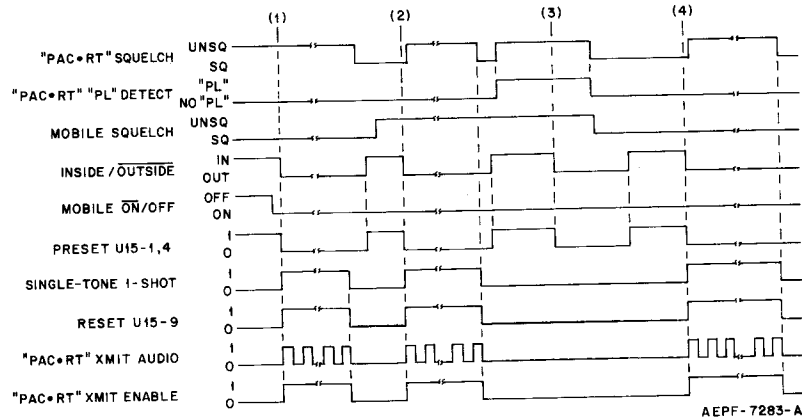 (1) (2) (3) (4)
"PAC•RT" SQUELCH UNSQ
SQ
"PAC•RT" "PL" DETECT "PL"
NO "PL"
MOBILE SQUELCH UNSQ
SQ
INSIDE/OUTSIDE IN
OUT
MOBILE ON/OFF OFF
ON
PRESET U15-1,4 1
0
SINGLE-TONE 1-SHOT 1
0
RESET U15-9 1
0
"PAC•RT" XMIT AUDIO 1
0
"PAC•RT" XMIT ENABLE 1
0
AEPF-7283-A